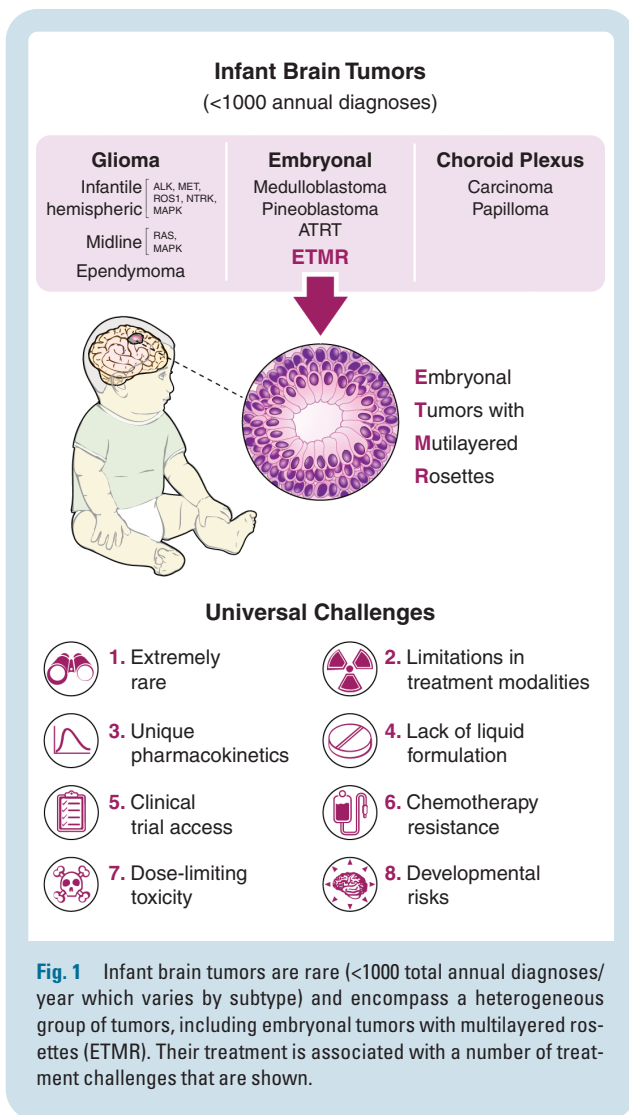 Infant Brain Tumors
(<1000 annual diagnoses)
Glioma
Infantile
hemispheric
ALK, MET,
ROS1, NTRK,
MAPK
Midline
RAS,
MAPK
Ependymoma
Embryonal
Medulloblastoma
Pineoblastoma
ATRT
ETMR
Choroid Plexus
Carcinoma
Papilloma
Embryonal
Tumors with
Mutilayered
Rosettes
Universal Challenges
1. Extremely
rare
2. Limitations in
treatment modalities
3. Unique
pharmacokinetics
4. Lack of liquid
formulation
5. Clinical
trial access
6. Chemotherapy
resistance
7. Dose-limiting
toxicity
8. Developmental
risks
Fig. 1 Infant brain tumors are rare (<1000 total annual diagnoses/
year which varies by subtype) and encompass a heterogeneous
group of tumors, including embryonal tumors with multilayered ros-
ettes (ETMR). Their treatment is associated with a number of treat-
ment challenges that are shown.